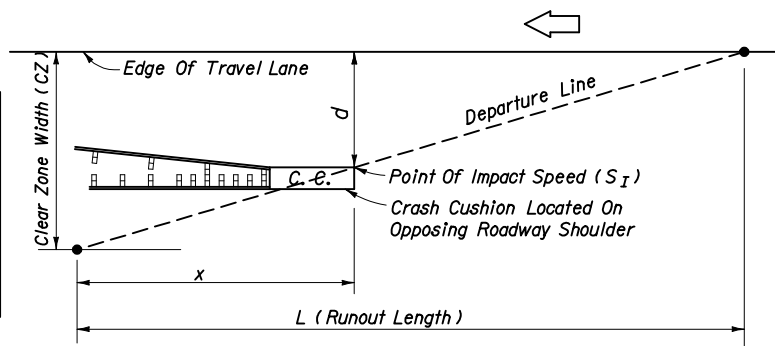 Edge Of Travel Lane
Clear Zone Width (CZ)
d
Departure Line
C. C.
Point Of Impact Speed (S_I)
Crash Cushion Located On
Opposing Roadway Shoulder
x
L (Runout Length)